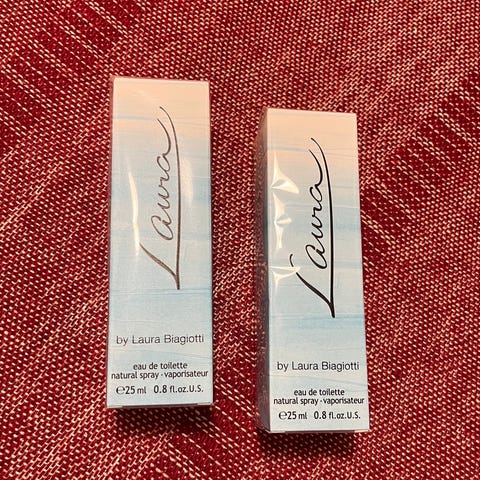 Laura
by Laura Biagiotti
eau de toilette
natural spray - vaporisateur
℮25 ml 0.8 fl.oz.U.S.
Laura
by Laura Biagiotti
eau de toilette
natural spray - vaporisateur
℮25 ml 0.8 fl.oz.U.S.